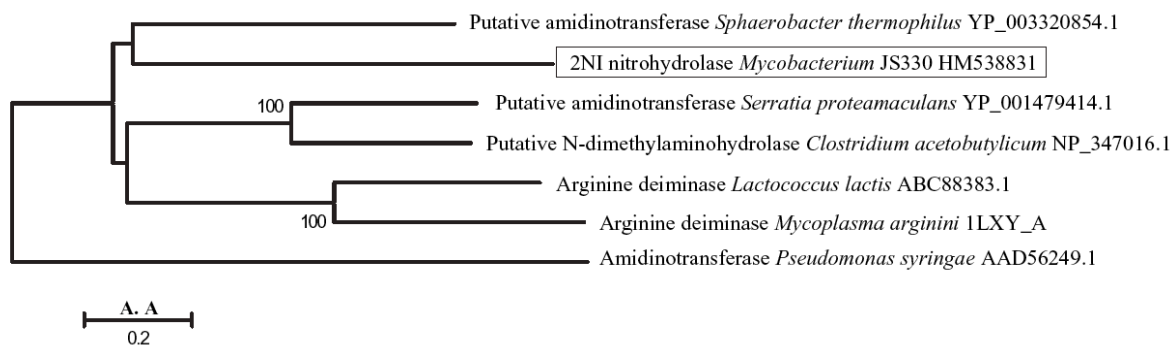 Putative amidinotransferase Sphaerobacter thermophilus YP_003320854.1
2NI nitrohydrolase Mycobacterium JS330 HM538831
100
Putative amidinotransferase Serratia proteamaculans YP_001479414.1
Putative N-dimethylaminohydrolase Clostridium acetobutylicum NP_347016.1
Arginine deiminase Lactococcus lactis ABC88383.1
100
Arginine deiminase Mycoplasma arginini 1LXY_A
Amidinotransferase Pseudomonas syringae AAD56249.1
A. A
0.2